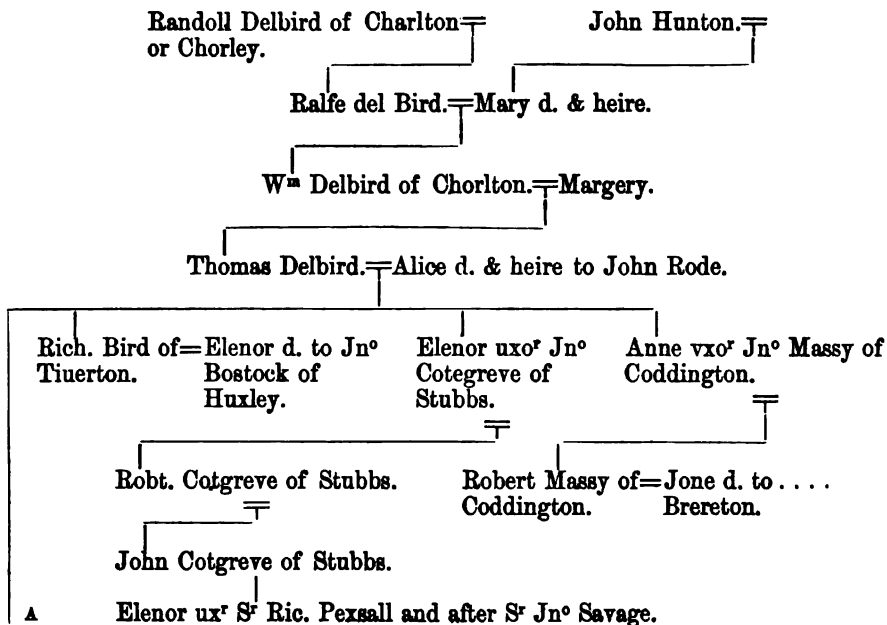 Randoll Delbird of Charlton John Hunton.
or Chorley.
Ralfe del Bird. Mary d. & heire.
Wᵐ Delbird of Chorlton. Margery.
Thomas Delbird. Alice d. & heire to John Rode.
Rich. Bird of = Elenor d. to Jnᵒ Elenor uxoʳ Jnᵒ Anne vxoʳ Jnᵒ Massy of
Tiuerton. Bostock of Cotegreve of Coddington.
Huxley. Stubbs.
Robt. Cotgreve of Stubbs. Robert Massy of = Jone d. to . . . .
Coddington. Brereton.
John Cotgreve of Stubbs.
A Elenor uxʳ Sʳ Ric. Pexsall and after Sʳ Jnᵒ Savage.